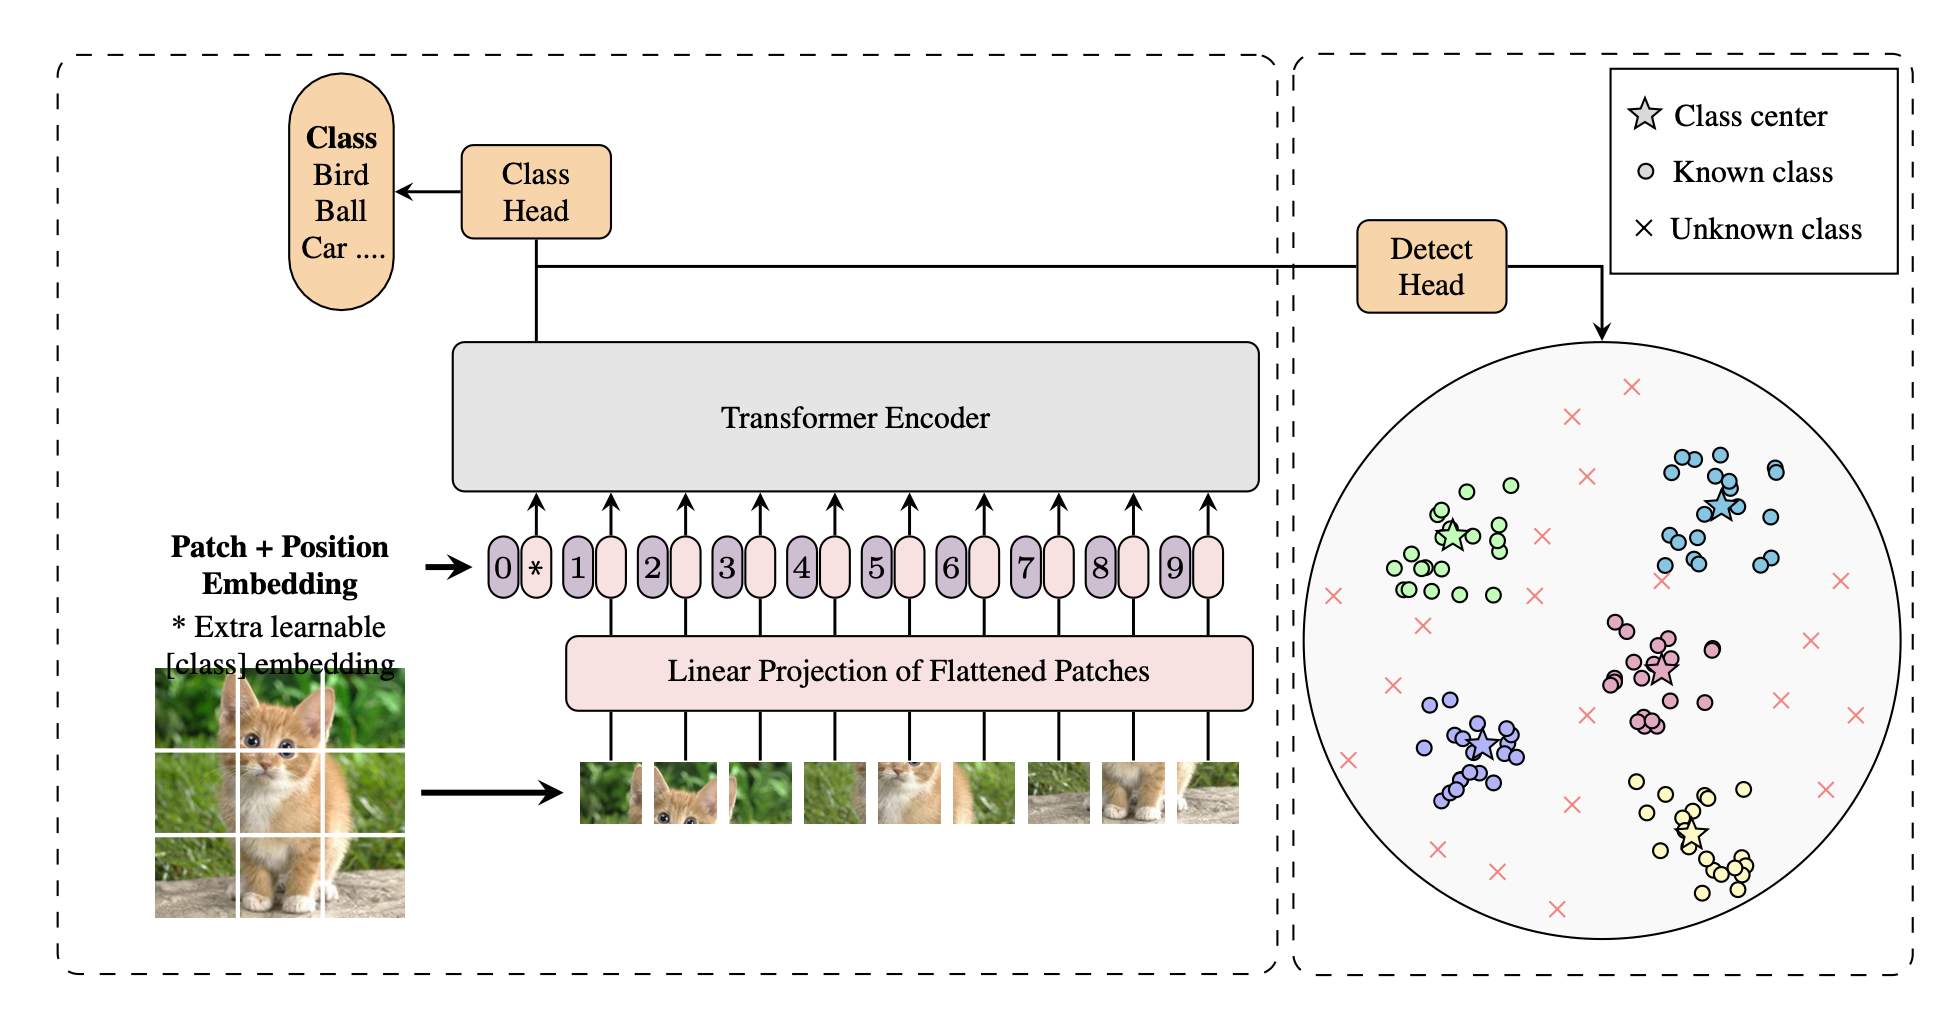 Class
Bird
Ball
Car ....
Class
Head
Detect
Head
Class center
Known class
Unknown class
Transformer Encoder
Patch + Position
Embedding
* Extra learnable
[class] embedding
0 * 1 2 3 4 5 6 7 8 9
Linear Projection of Flattened Patches